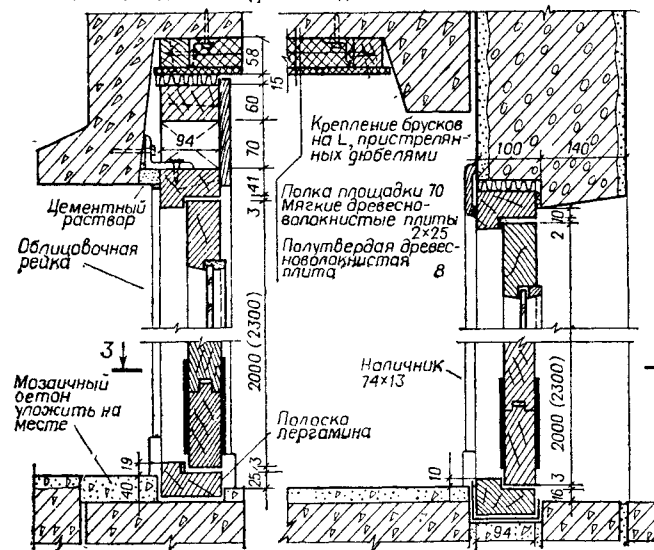 58
15
60
94
70
41
3
Крепление брусков
на L, пристрелян-
ных дюбелями
100
140
Цементный
раствор
Полка площадки 70
Мягкие древесно-
волокнистые плиты
2×25
Полутвердая древес-
новолокнистая
плита
8
Облицовочная
рейка
10
2
3
2000 (2300)
Мозаичный
бетон
уложить на
месте
Наличник
74×13
2000 (2300)
Полоска
пергамина
19
40
3
25
10
3
16
94